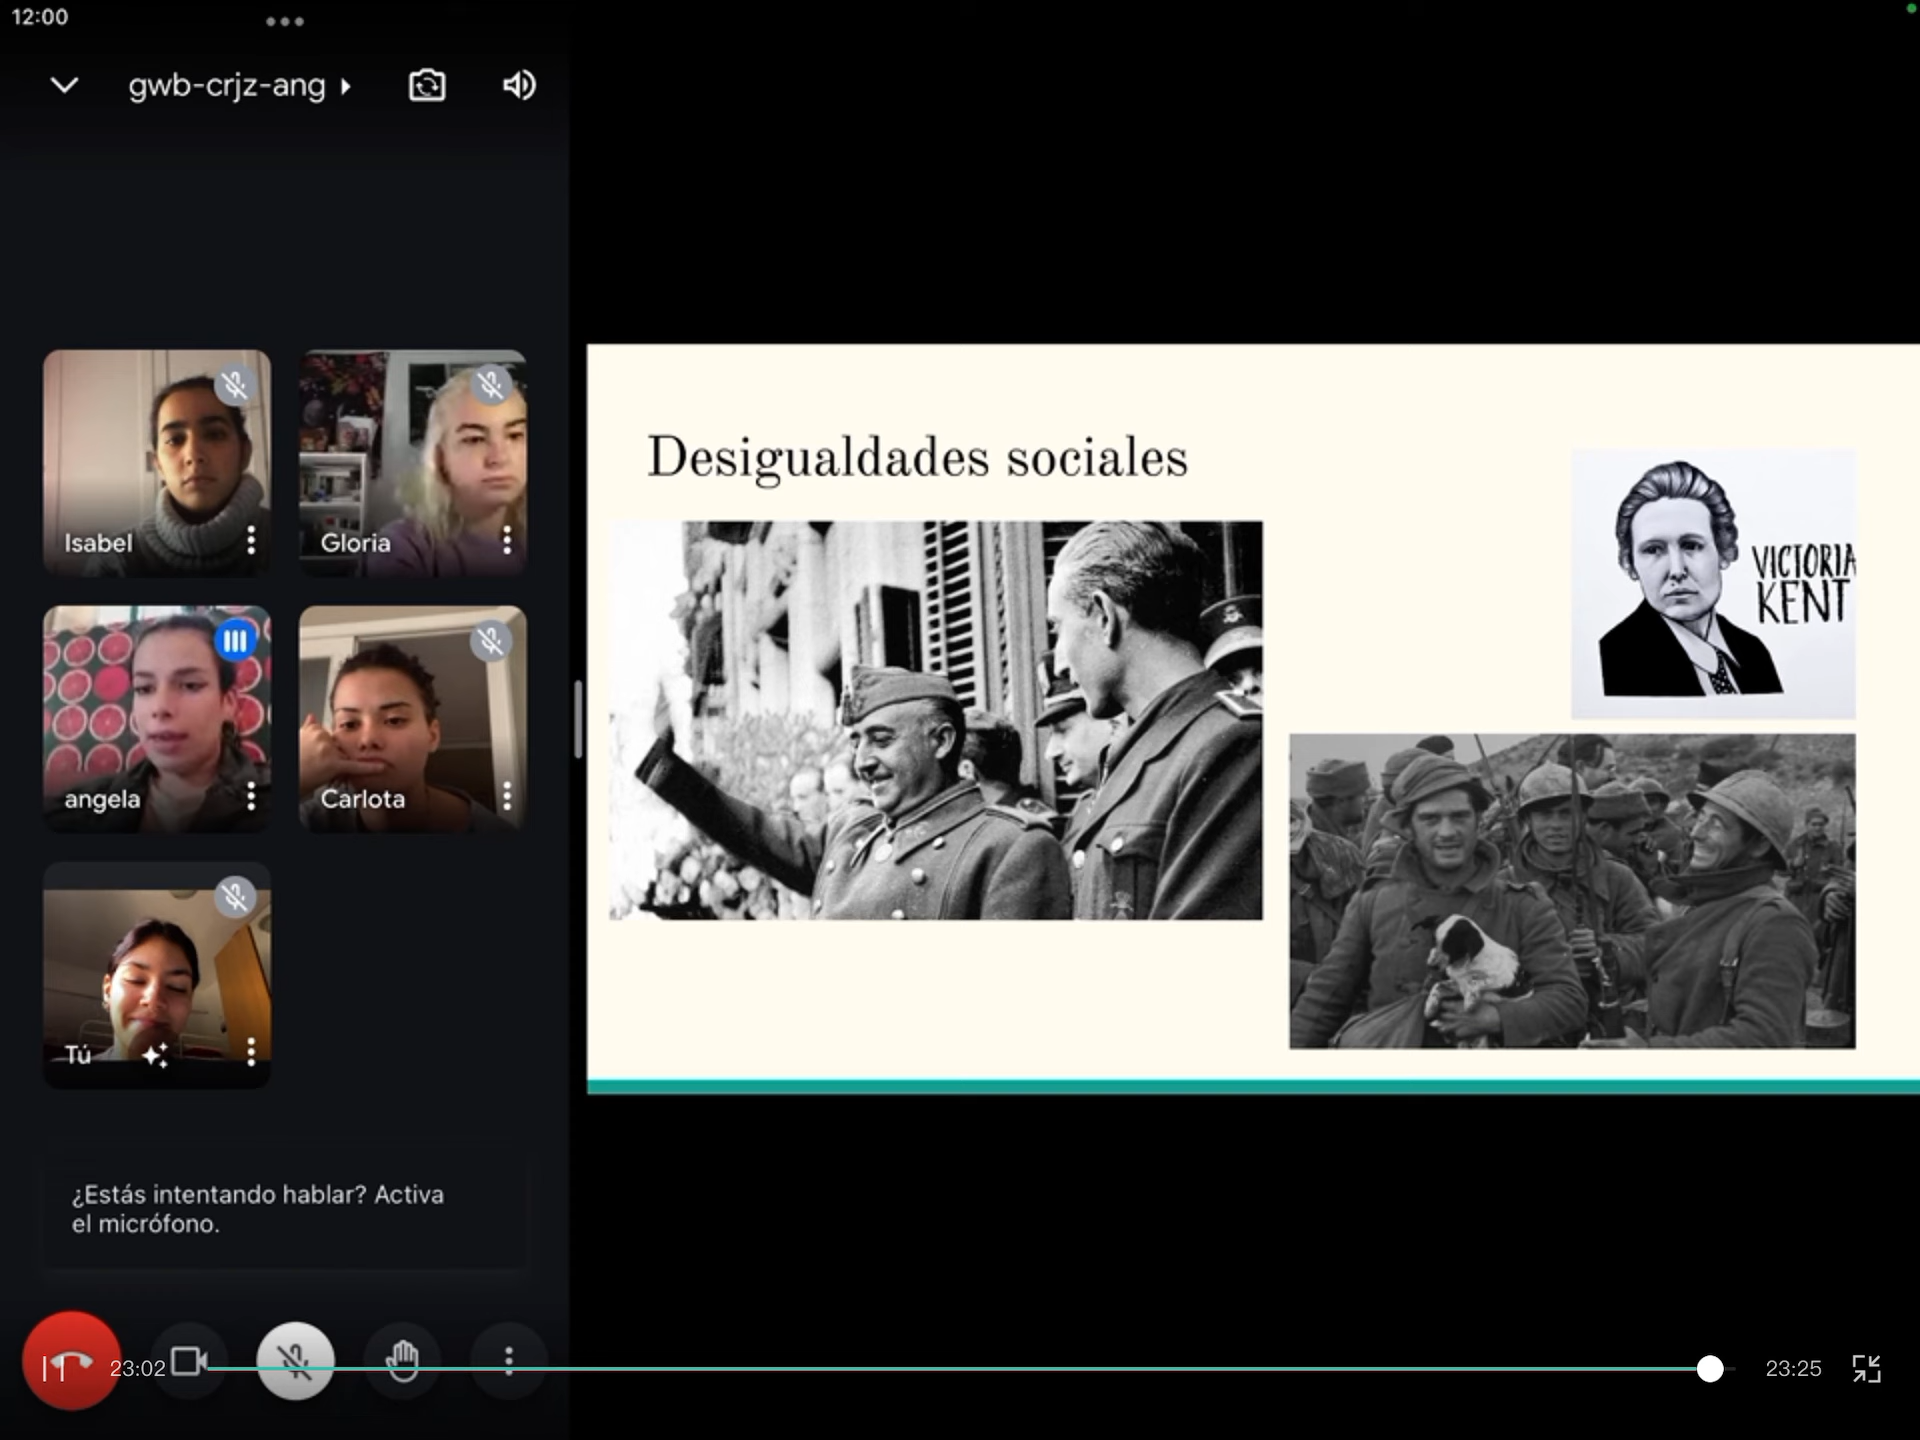 12:00
gwb-crjz-ang
Isabel
Gloria
angela
Carlota
Tú
¿Estás intentando hablar? Activa
el micrófono.
Desigualdades sociales
VICTORIA
KENT
23:02
23:25